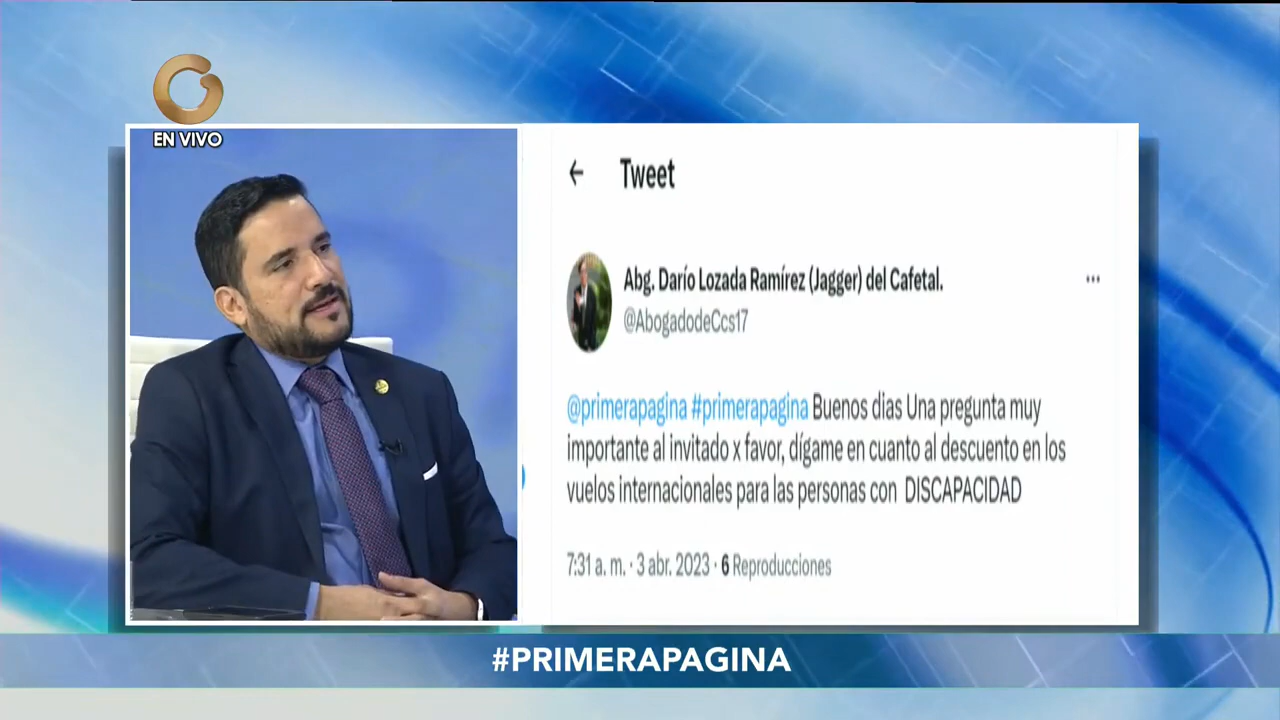 EN VIVO
Tweet
Abg. Darío Lozada Ramírez (Jagger) del Cafetal.
@AbogadodeCcs17
@primerapagina #primerapagina Buenos dias Una pregunta muy
importante al invitado x favor, dígame en cuanto al descuento en los
vuelos internacionales para las personas con DISCAPACIDAD
7:31 a. m. · 3 abr. 2023 · 6 Reproducciones
#PRIMERAPAGINA